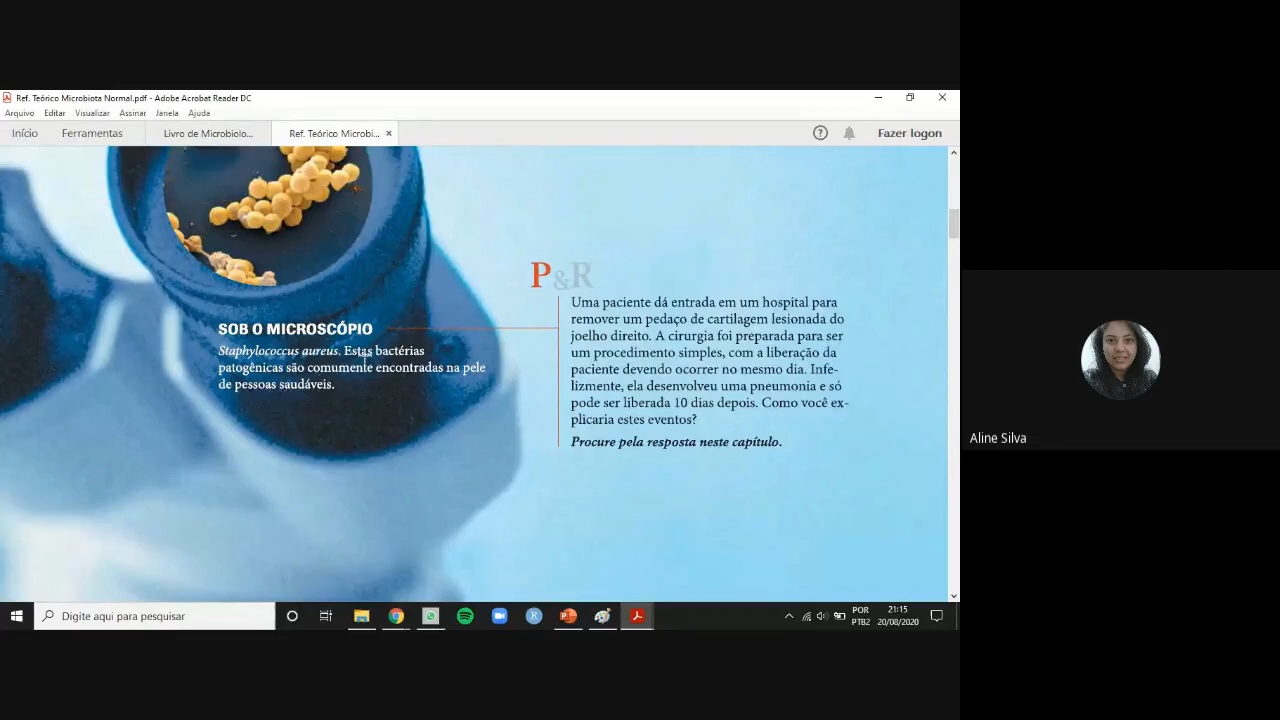 Ref. Teórico Microbiota Normal.pdf - Adobe Acrobat Reader DC
Arquivo Editar Visualizar Assinar Janela Ajuda
Início Ferramentas Livro de Microbiolo... Ref. Teórico Microbi... × Fazer logon
P&R
Uma paciente dá entrada em um hospital para
remover um pedaço de cartilagem lesionada do
joelho direito. A cirurgia foi preparada para ser
um procedimento simples, com a liberação da
paciente devendo ocorrer no mesmo dia. Infe-
lizmente, ela desenvolveu uma pneumonia e só
pode ser liberada 10 dias depois. Como você ex-
plicaria estes eventos?
Procure pela resposta neste capítulo.
SOB O MICROSCÓPIO
Staphylococcus aureus. Estas bactérias
patogênicas são comumente encontradas na pele
de pessoas saudáveis.
Aline Silva
Digite aqui para pesquisar
POR
PTB2
21:15
20/08/2020